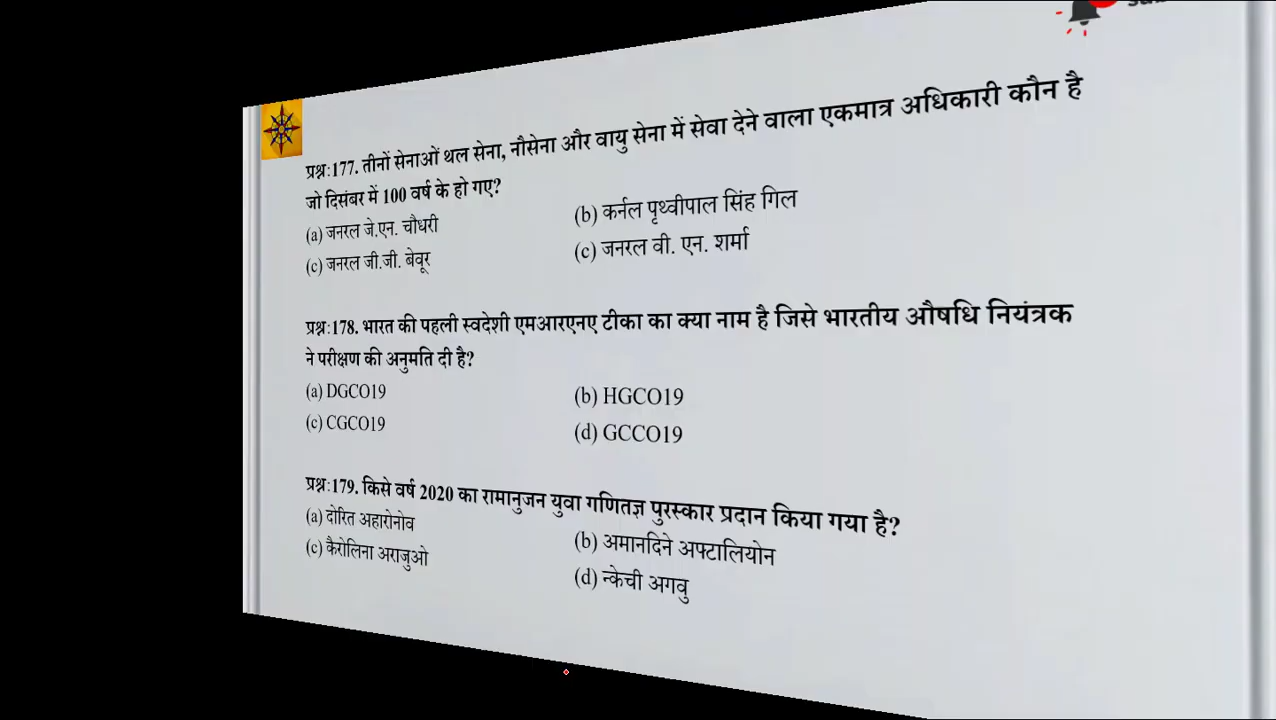 प्रश्न:177. तीनों सेनाओं थल सेना, नौसेना और वायु सेना में सेवा देने वाला एकमात्र अधिकारी कौन है
जो दिसंबर में 100 वर्ष के हो गए?
(a) जनरल जे.एन. चौधरी (b) कर्नल पृथ्वीपाल सिंह गिल
(c) जनरल जी.जी. बेवूर (c) जनरल वी. एन. शर्मा
प्रश्न:178. भारत की पहली स्वदेशी एमआरएनए टीका का क्या नाम है जिसे भारतीय औषधि नियंत्रक
ने परीक्षण की अनुमति दी है?
(a) DGCO19 (b) HGCO19
(c) CGCO19 (d) GCCO19
प्रश्न:179. किसे वर्ष 2020 का रामानुजन युवा गणितज्ञ पुरस्कार प्रदान किया गया है?
(a) दोरित अहारोनोव (b) अमानदिने अफ्टालियोन
(c) कैरोलिना अराजुओ (d) न्केची अगवु